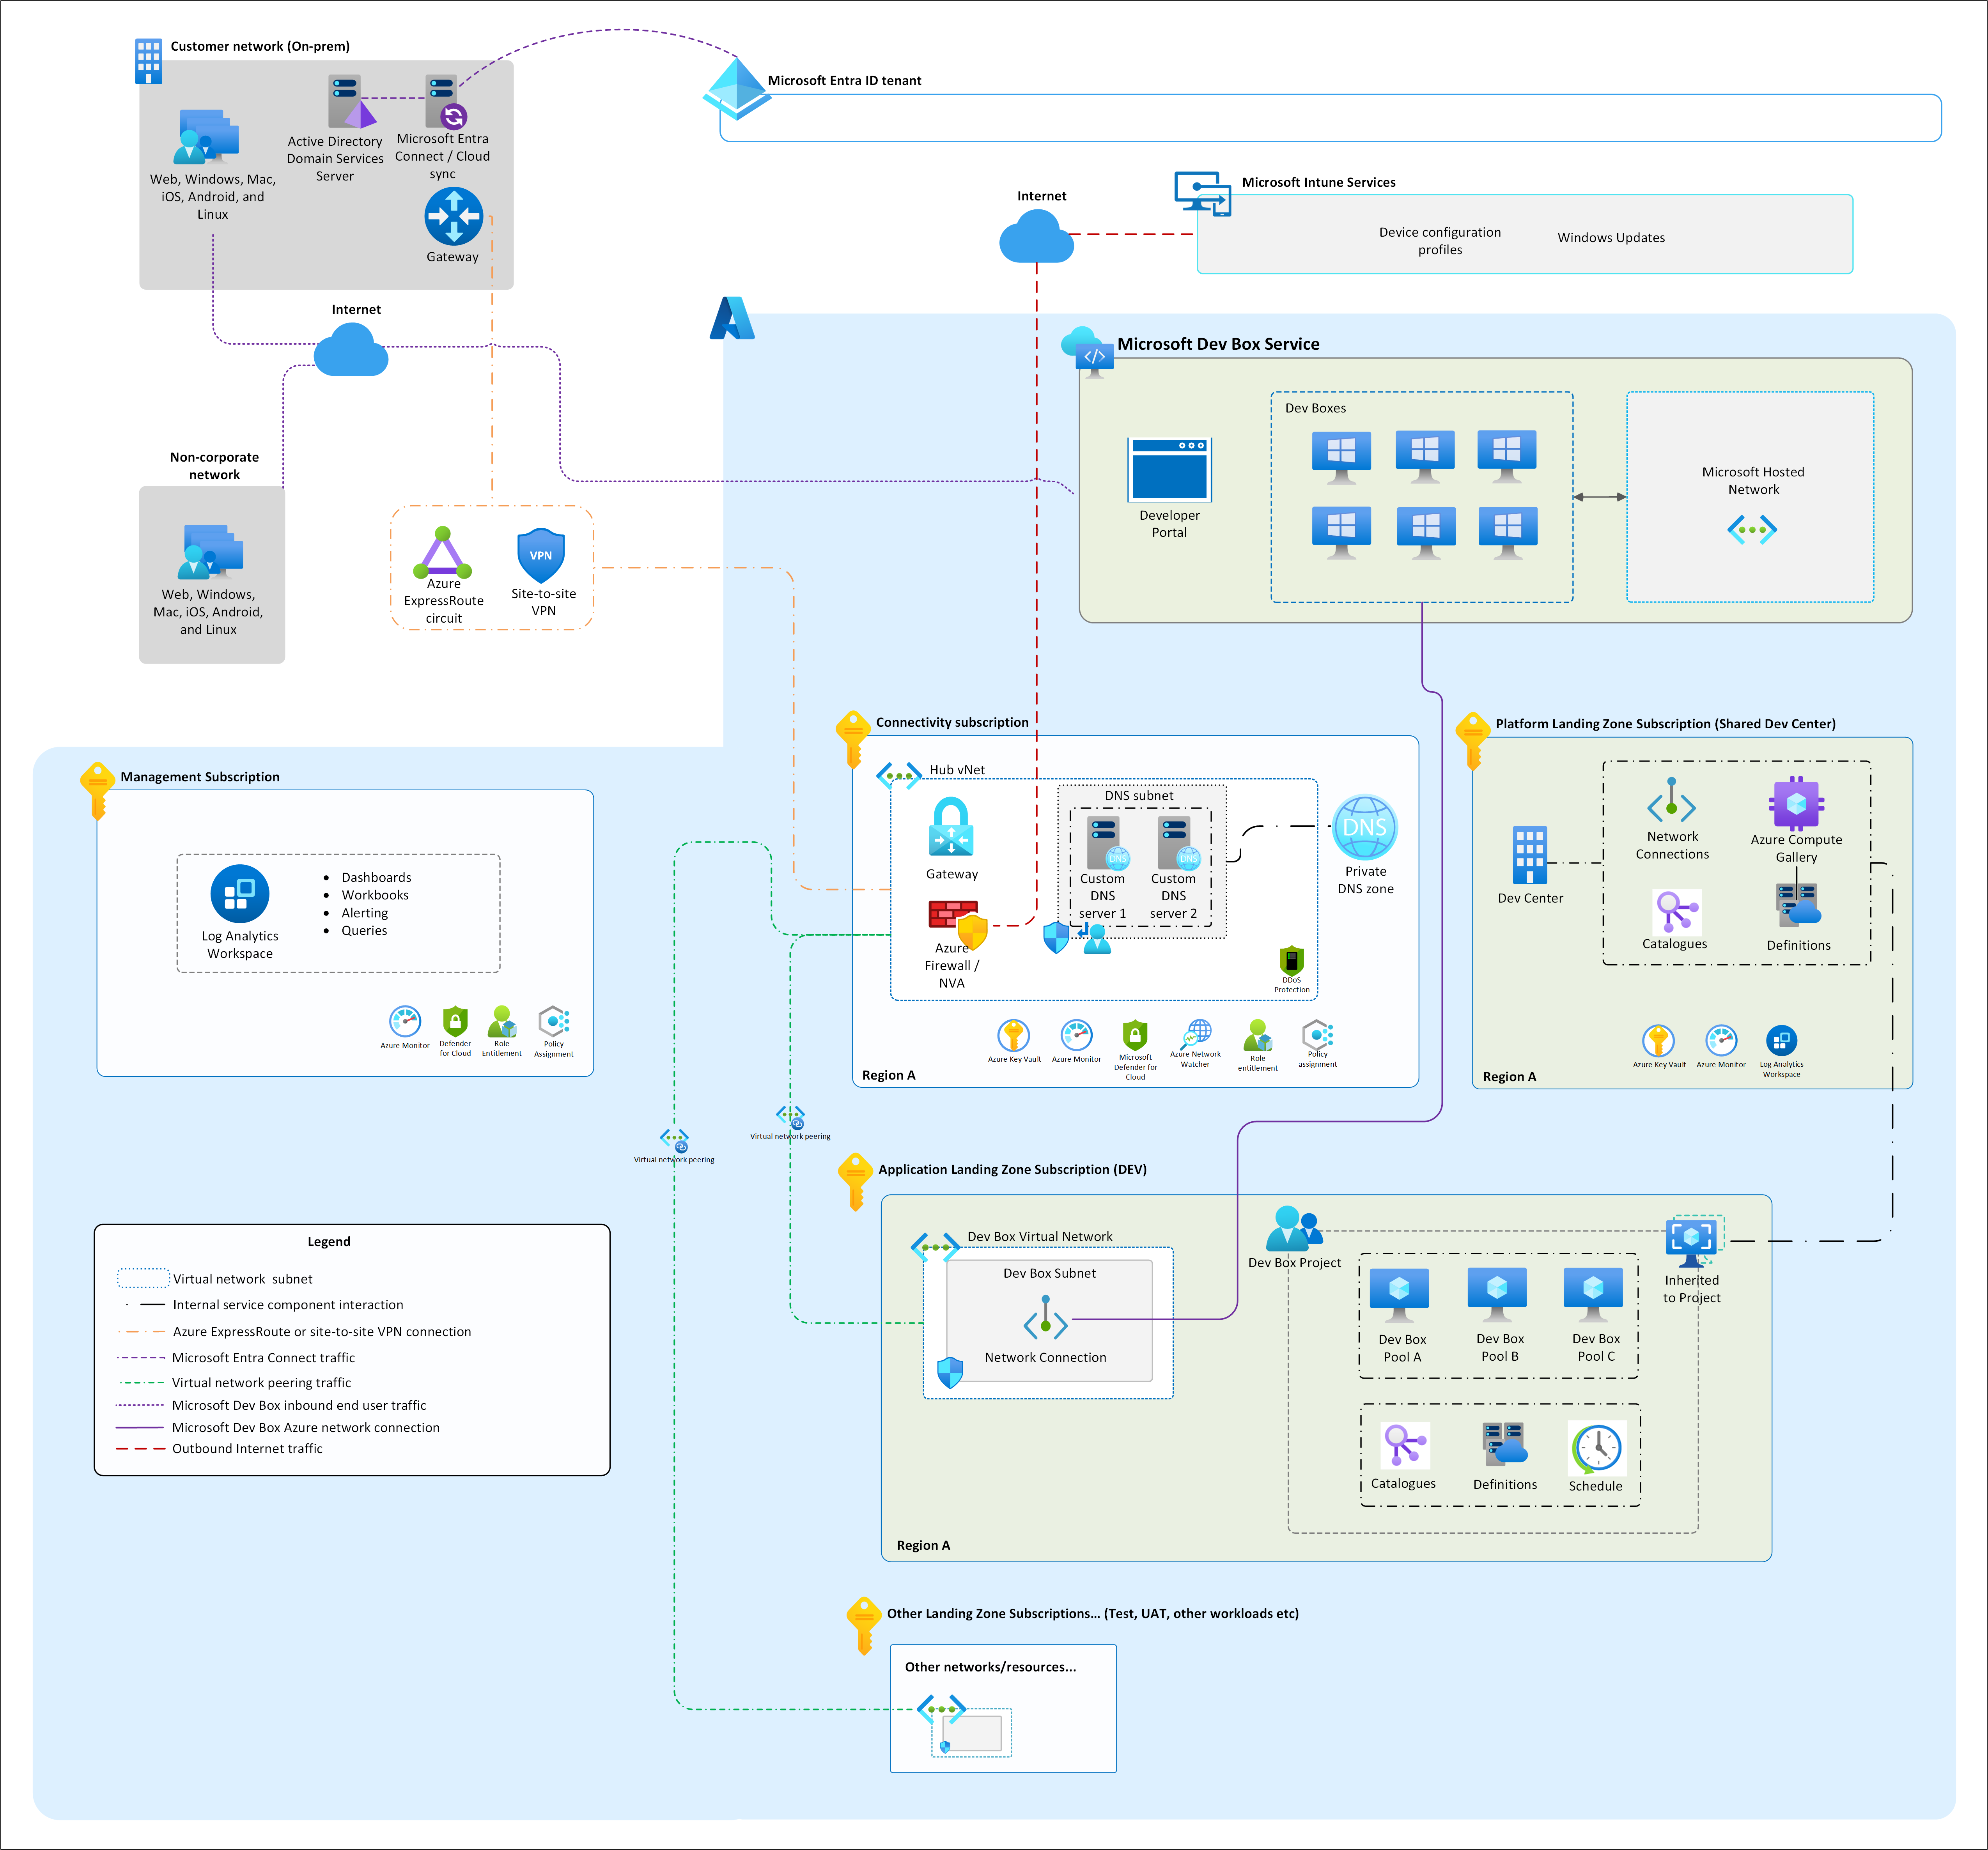 Customer network (On-prem)
Active Directory
Domain Services
Server
Microsoft Entra
Connect / Cloud
sync
Web, Windows, Mac,
iOS, Android, and
Linux
Gateway
Microsoft Entra ID tenant
Internet
Microsoft Intune Services
Device configuration
profiles
Windows Updates
Internet
Non-corporate
network
Web, Windows,
Mac, iOS, Android,
and Linux
Azure
ExpressRoute
circuit
VPN
Site-to-site
VPN
Microsoft Dev Box Service
Developer
Portal
Dev Boxes
Microsoft Hosted
Network
Management Subscription
Log Analytics
Workspace
• Dashboards
• Workbooks
• Alerting
• Queries
Azure Monitor
Defender
for Cloud
Role
Entitlement
Policy
Assignment
Connectivity subscription
Hub vNet
Gateway
Azure
Firewall /
NVA
DNS subnet
DNS
Custom
DNS
server 1
DNS
Custom
DNS
server 2
DNS
Private
DNS zone
DDoS
Protection
Azure Key Vault
Azure Monitor
Microsoft
Defender for
Cloud
Azure Network
Watcher
Role
entitlement
Policy
assignment
Region A
Platform Landing Zone Subscription (Shared Dev Center)
Dev Center
Network
Connections
Azure Compute
Gallery
Catalogues
Definitions
Azure Key Vault
Azure Monitor
Log Analytics
Workspace
Region A
Virtual network peering
Virtual network peering
Application Landing Zone Subscription (DEV)
Dev Box Virtual Network
Dev Box Subnet
Network Connection
Dev Box Project
Inherited
to Project
Dev Box
Pool A
Dev Box
Pool B
Dev Box
Pool C
Catalogues
Definitions
Schedule
Region A
Legend
Virtual network subnet
Internal service component interaction
Azure ExpressRoute or site-to-site VPN connection
Microsoft Entra Connect traffic
Virtual network peering traffic
Microsoft Dev Box inbound end user traffic
Microsoft Dev Box Azure network connection
Outbound Internet traffic
Other Landing Zone Subscriptions... (Test, UAT, other workloads etc)
Other networks/resources...